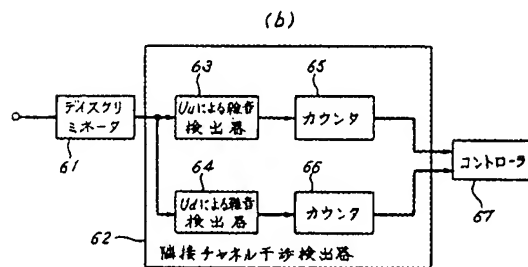 (b)
63
65
Uuによる雑音
検出器
カウンタ
ディスクリ
ミネータ
61
コントローラ
67
64
66
Udによる雑音
検出器
カウンタ
62
隣接チャネル干渉検出器